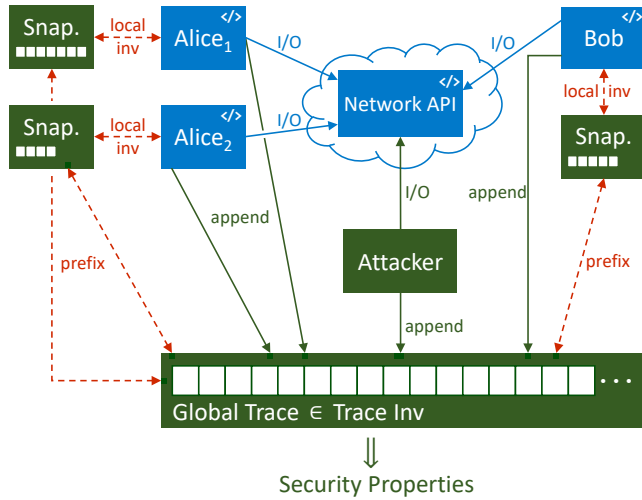 Snap.
local
inv
</>
Alice1
I/O
</>
Network API
I/O
</>
Bob
Snap.
local
inv
</>
Alice2
I/O
local inv
Snap.
I/O
append
append
prefix
Attacker
prefix
append
...
Global Trace ∈ Trace Inv
⇓
Security Properties